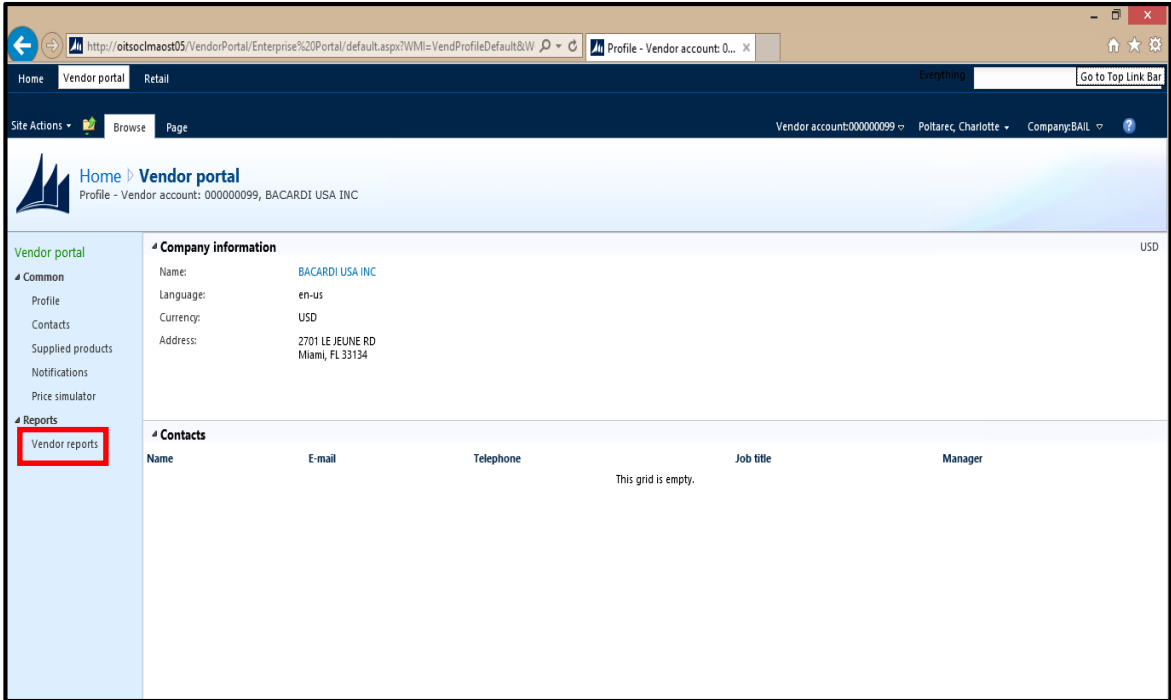 http://oitsoclmaost05/VendorPortal/Enterprise%20Portal/default.aspx?WMI=VendProfileDefault&W
Profile - Vendor account: 0...
Home Vendor portal Retail Everything Go to Top Link Bar
Site Actions Browse Page Vendor account:000000099 Poltarec, Charlotte Company:BAIL
Home Vendor portal
Profile - Vendor account: 000000099, BACARDI USA INC
Vendor portal
Common
Profile
Contacts
Supplied products
Notifications
Price simulator
Reports
Vendor reports
Company information USD
Name: BACARDI USA INC
Language: en-us
Currency: USD
Address: 2701 LE JEUNE RD
Miami, FL 33134
Contacts
Name E-mail Telephone Job title Manager
This grid is empty.